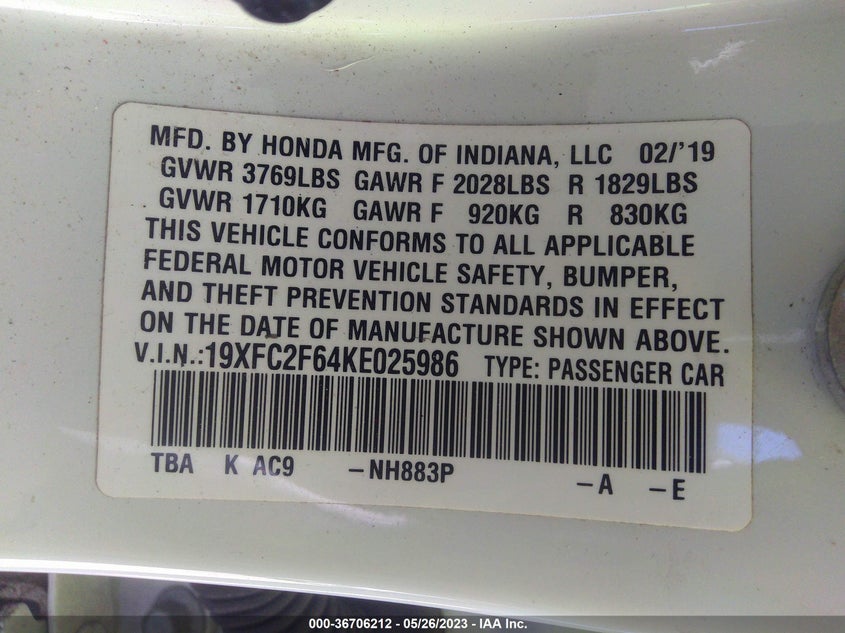 MFD. BY HONDA MFG. OF INDIANA, LLC 02/'19
GVWR 3769LBS GAWR F 2028LBS R 1829LBS
GVWR 1710KG GAWR F 920KG R 830KG
THIS VEHICLE CONFORMS TO ALL APPLICABLE
FEDERAL MOTOR VEHICLE SAFETY, BUMPER,
AND THEFT PREVENTION STANDARDS IN EFFECT
ON THE DATE OF MANUFACTURE SHOWN ABOVE.
V.I.N.:19XFC2F64KE025986 TYPE: PASSENGER CAR
TBA K AC9 -NH883P -A -E
000-36706212 - 05/26/2023 - IAA Inc.